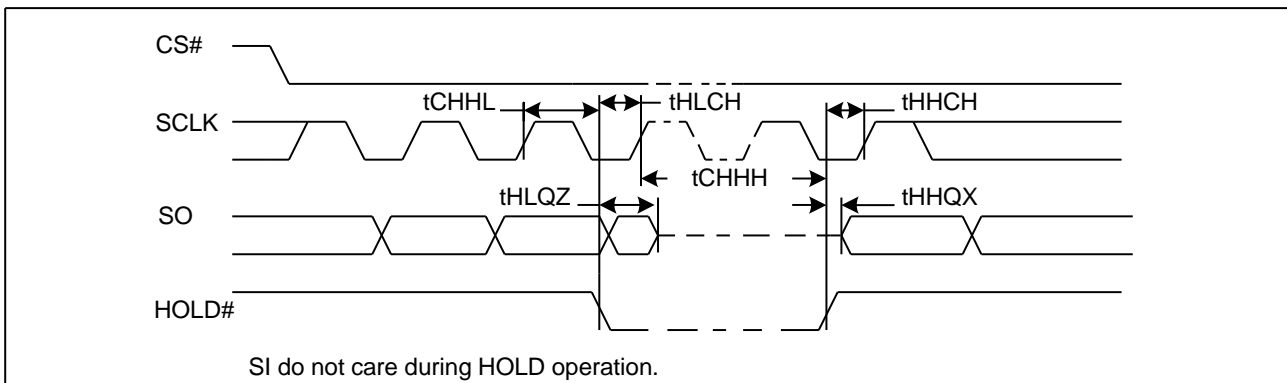 CS#
tCHHL
tHLCH
tHHCH
SCLK
tCHHH
tHLQZ
tHHQX
SO
HOLD#
SI do not care during HOLD operation.